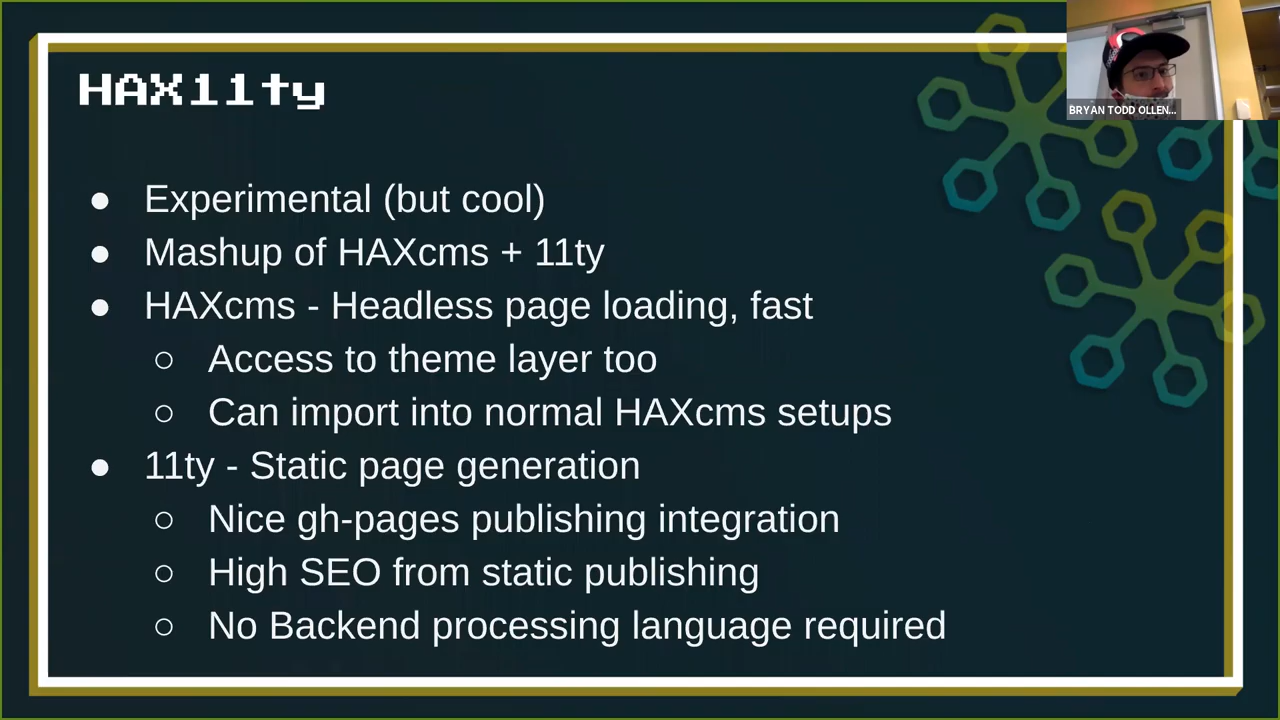 HAX11ty
BRYAN TODD OLLEN...
● Experimental (but cool)
● Mashup of HAXcms + 11ty
● HAXcms - Headless page loading, fast
○ Access to theme layer too
○ Can import into normal HAXcms setups
● 11ty - Static page generation
○ Nice gh-pages publishing integration
○ High SEO from static publishing
○ No Backend processing language required